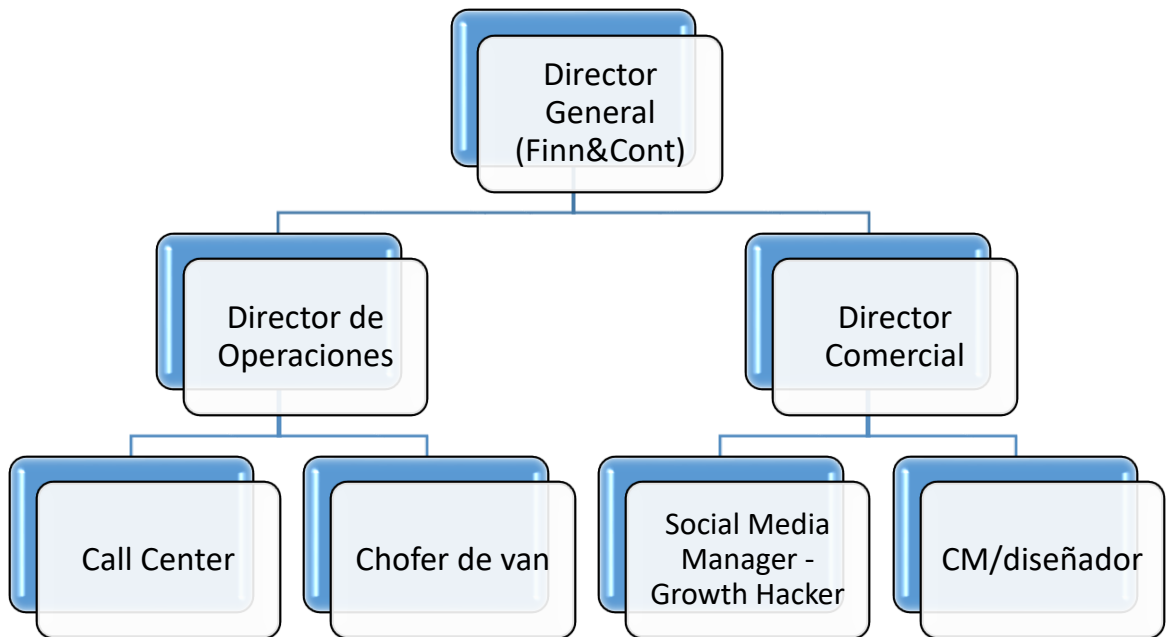 Director
General
(Finn&Cont)
Director de
Operaciones
Director
Comercial
Call Center
Chofer de van
Social Media
Manager -
Growth Hacker
CM/diseñador